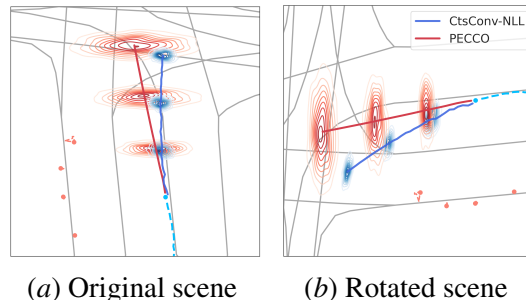 CtsConv-NLL
PECCO
(a) Original scene
(b) Rotated scene